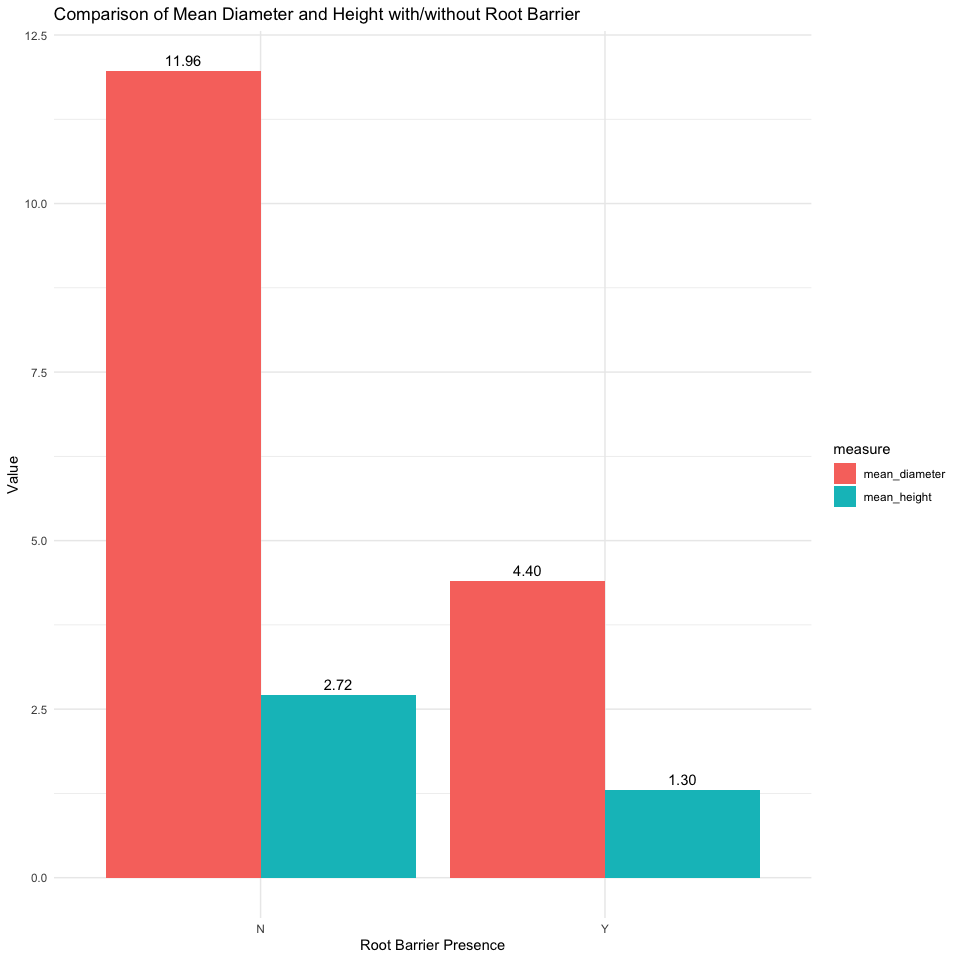 Comparison of Mean Diameter and Height with/without Root Barrier
12.5
11.96
10.0
7.5
Value
measure
mean_diameter
mean_height
5.0
4.40
2.72
2.5
1.30
0.0
N
Y
Root Barrier Presence